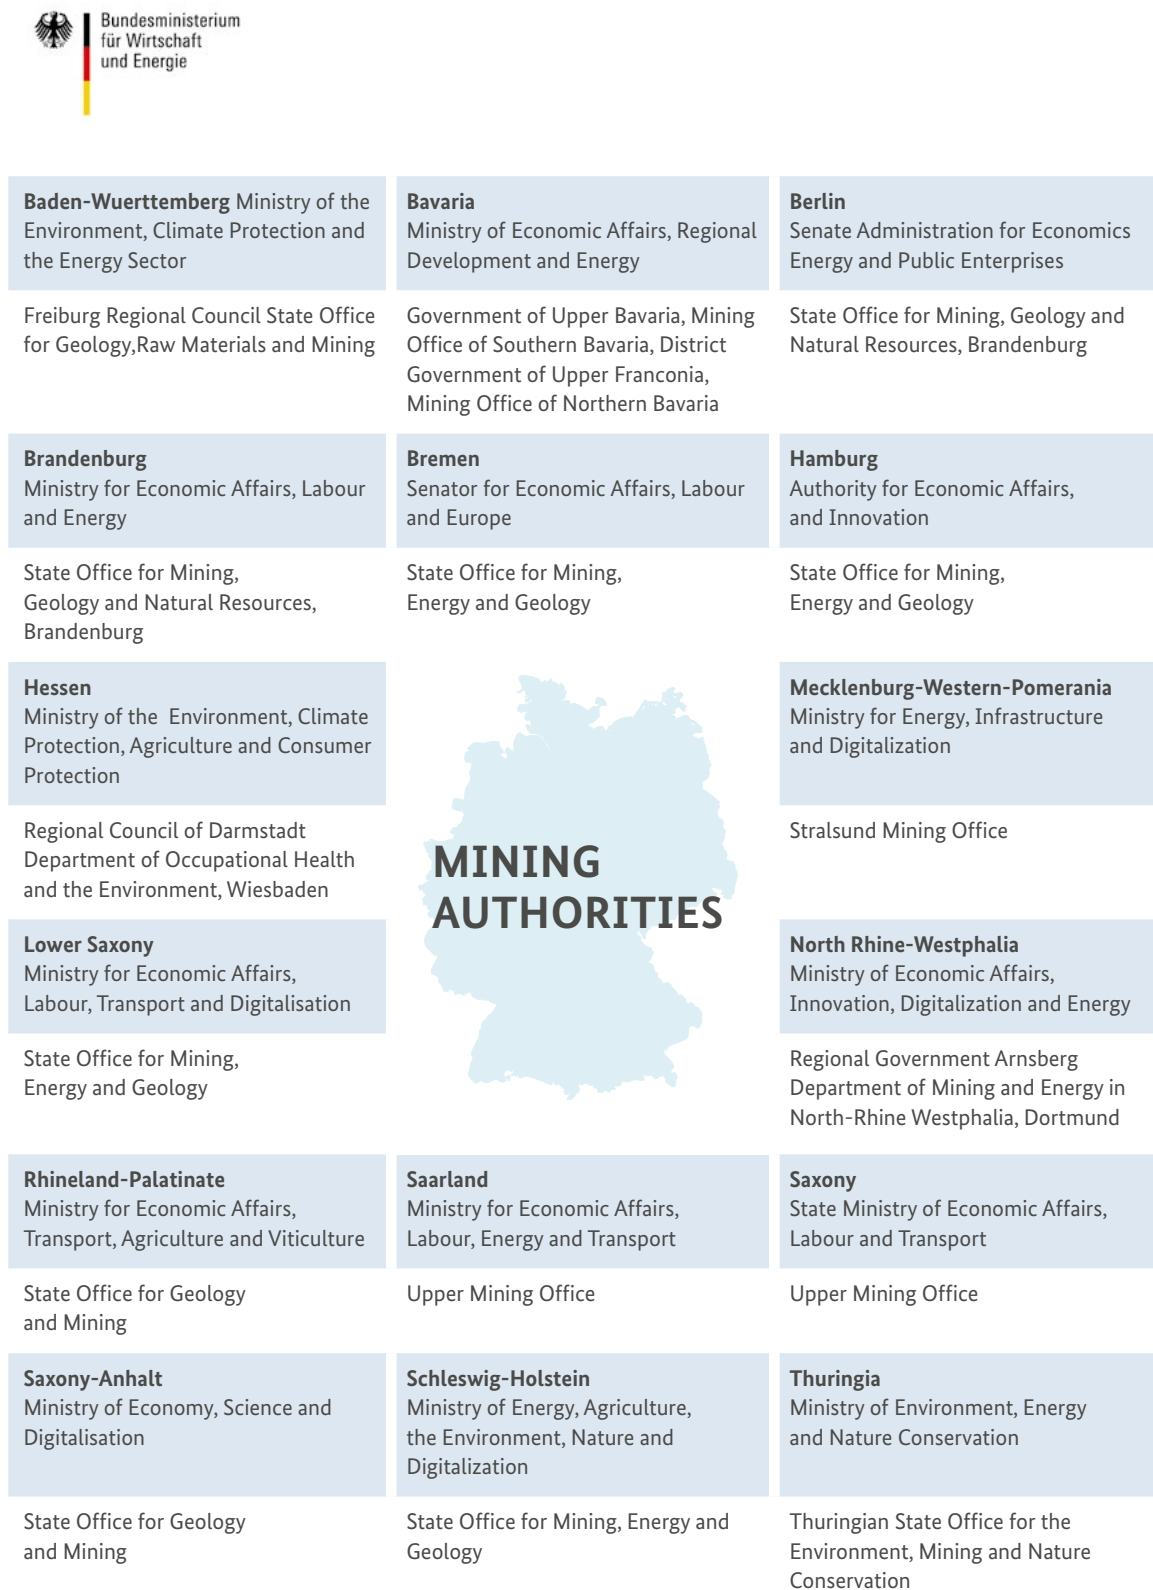 Bundesministerium
für Wirtschaft
und Energie
Baden-Wuerttemberg Ministry of the
Environment, Climate Protection and
the Energy Sector
Freiburg Regional Council State Office
for Geology,Raw Materials and Mining
Bavaria
Ministry of Economic Affairs, Regional
Development and Energy
Government of Upper Bavaria, Mining
Office of Southern Bavaria, District
Government of Upper Franconia,
Mining Office of Northern Bavaria
Berlin
Senate Administration for Economics
Energy and Public Enterprises
State Office for Mining, Geology and
Natural Resources, Brandenburg
Brandenburg
Ministry for Economic Affairs, Labour
and Energy
State Office for Mining,
Geology and Natural Resources,
Brandenburg
Bremen
Senator for Economic Affairs, Labour
and Europe
State Office for Mining,
Energy and Geology
Hamburg
Authority for Economic Affairs,
and Innovation
State Office for Mining,
Energy and Geology
Hessen
Ministry of the  Environment, Climate
Protection, Agriculture and Consumer
Protection
Regional Council of Darmstadt
Department of Occupational Health
and the Environment, Wiesbaden
MINING
AUTHORITIES
Mecklenburg-Western-Pomerania
Ministry for Energy, Infrastructure
and Digitalization
Stralsund Mining Office
Lower Saxony
Ministry for Economic Affairs,
Labour, Transport and Digitalisation
State Office for Mining,
Energy and Geology
North Rhine-Westphalia
Ministry of Economic Affairs,
Innovation, Digitalization and Energy
Regional Government Arnsberg
Department of Mining and Energy in
North-Rhine Westphalia, Dortmund
Rhineland-Palatinate
Ministry for Economic Affairs,
Transport, Agriculture and Viticulture
State Office for Geology
and Mining
Saarland
Ministry for Economic Affairs,
Labour, Energy and Transport
Upper Mining Office
Saxony
State Ministry of Economic Affairs,
Labour and Transport
Upper Mining Office
Saxony-Anhalt
Ministry of Economy, Science and
Digitalisation
State Office for Geology
and Mining
Schleswig-Holstein
Ministry of Energy, Agriculture,
the Environment, Nature and
Digitalization
State Office for Mining, Energy and
Geology
Thuringia
Ministry of Environment, Energy
and Nature Conservation
Thuringian State Office for the
Environment, Mining and Nature
Conservation